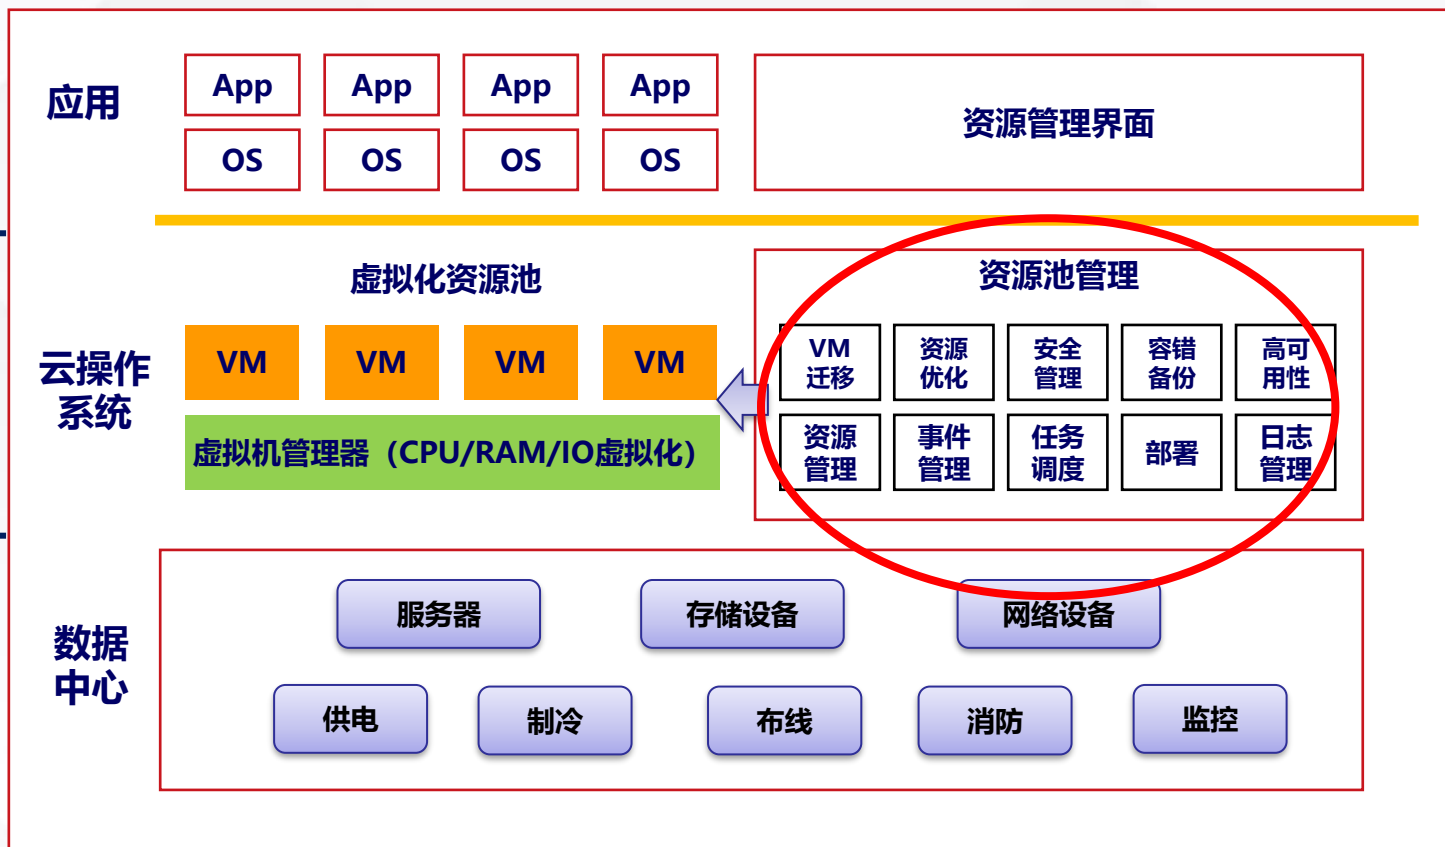 应用
App
App
App
App
OS
OS
OS
OS
资源管理界面
云操作
系统
虚拟化资源池
VM
VM
VM
VM
虚拟机管理器（CPU/RAM/IO虚拟化）
资源池管理
VM
迁移
资源
优化
安全
管理
容错
备份
高可
用性
资源
管理
事件
管理
任务
调度
部署
日志
管理
数据
中心
服务器
存储设备
网络设备
供电
制冷
布线
消防
监控